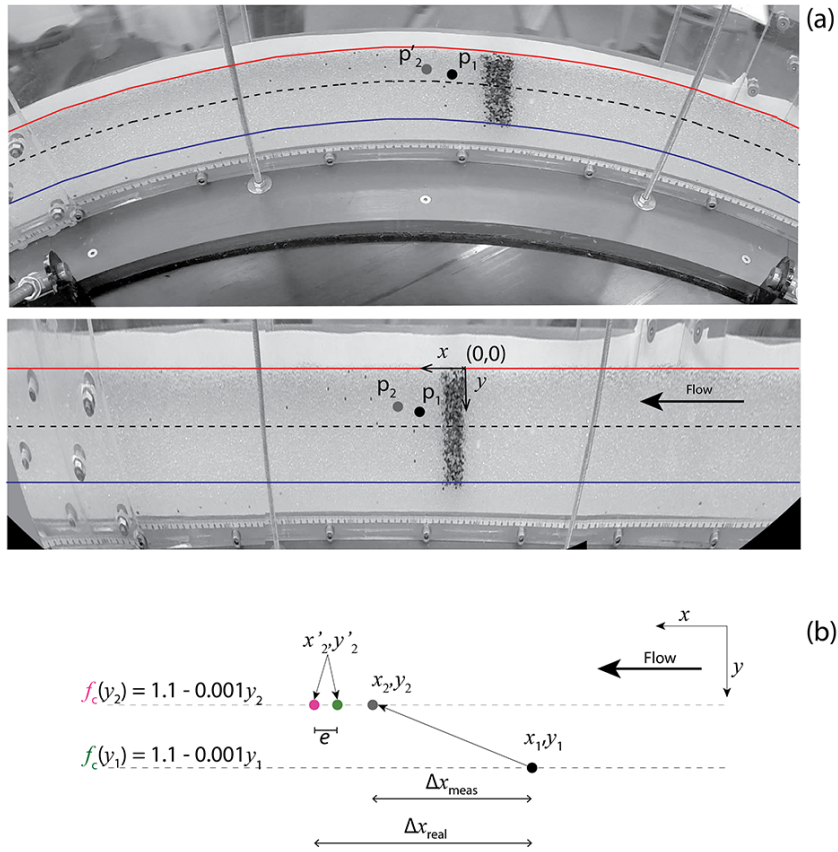 (a)
p′2 p1
x (0,0)
y
p2 p1
Flow
(b)
x
Flow
y
x’2,y’2
x2,y2
fc(y2) = 1.1 - 0.001y2
e
x1,y1
fc(y1) = 1.1 - 0.001y1
Δxmeas
Δxreal